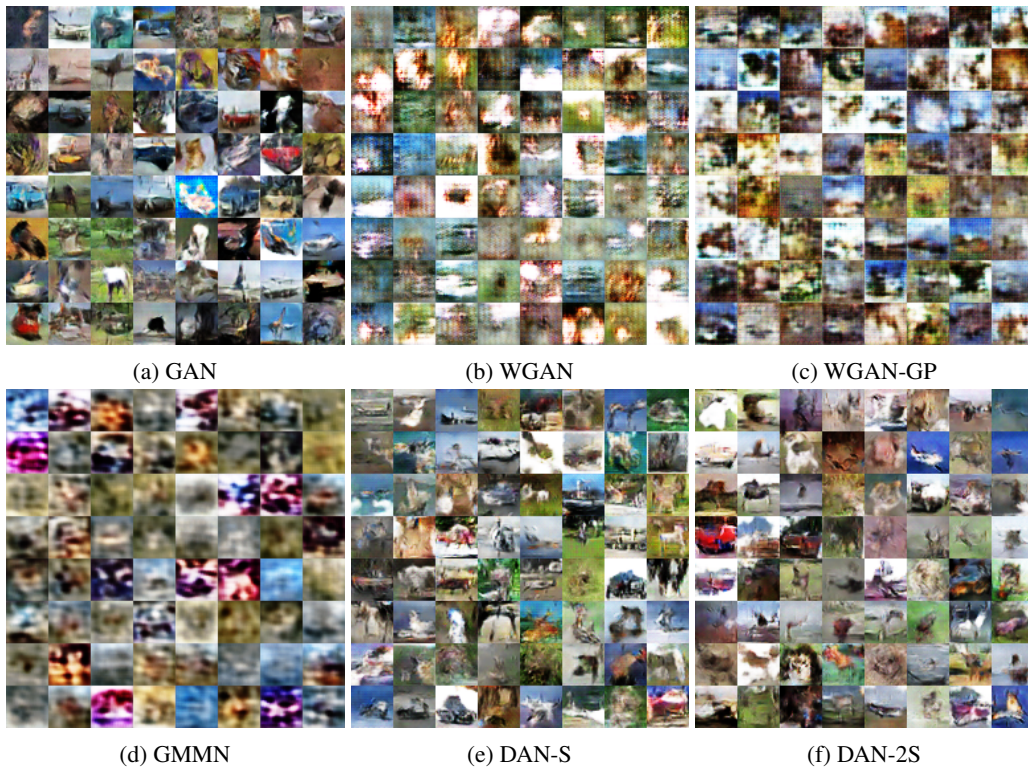 (a) GAN
(b) WGAN
(c) WGAN-GP
(d) GMMN
(e) DAN-S
(f) DAN-2S